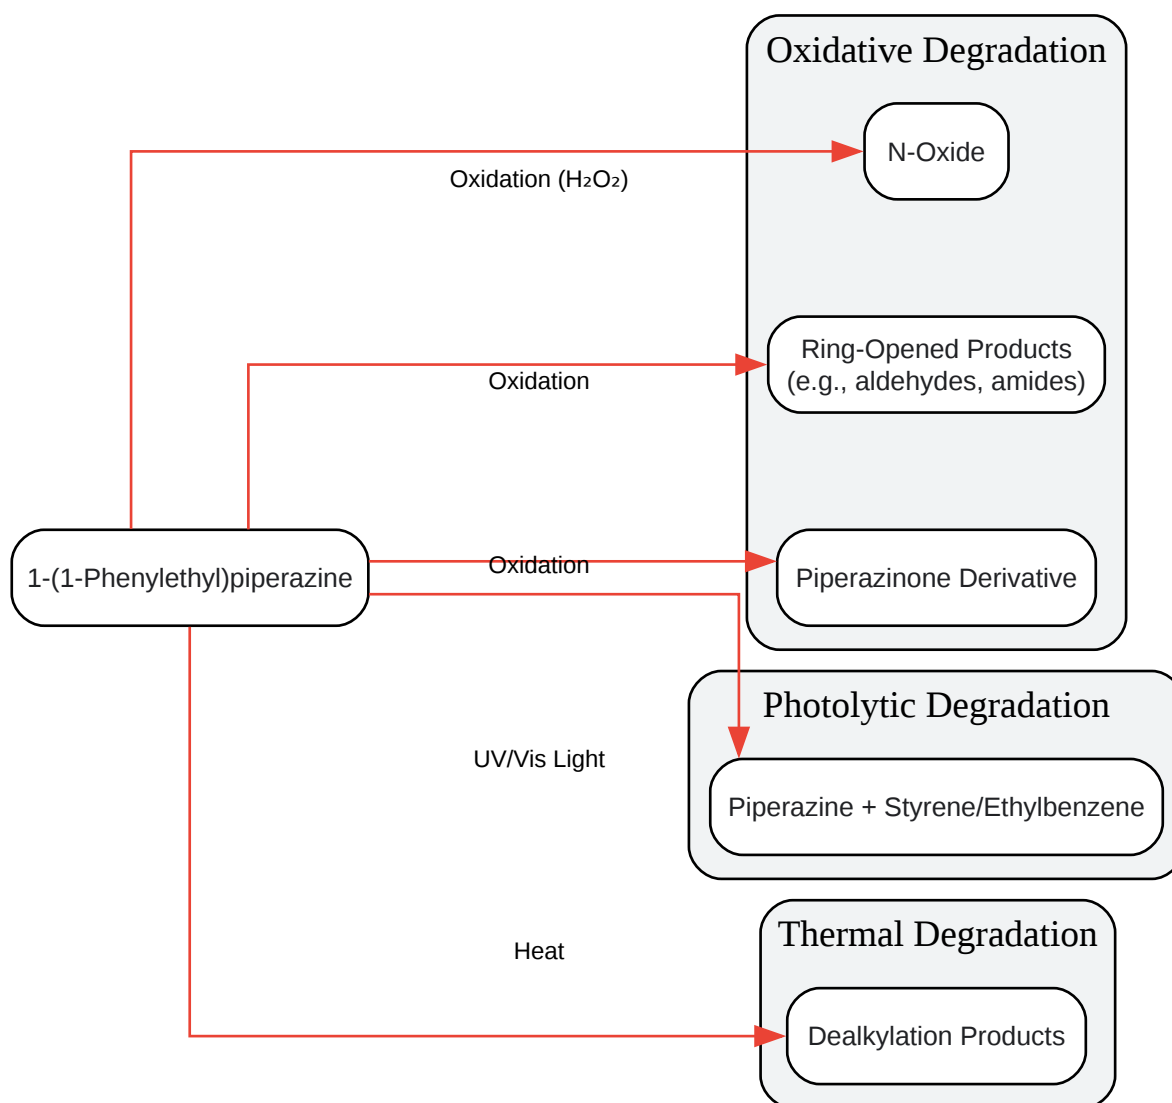 Oxidative Degradation
N-Oxide
Oxidation (H₂O₂)
Ring-Opened Products
(e.g., aldehydes, amides)
Oxidation
1-(1-Phenylethyl)piperazine
Oxidation
Piperazinone Derivative
Photolytic Degradation
UV/Vis Light
Piperazine + Styrene/Ethylbenzene
Thermal Degradation
Heat
Dealkylation Products